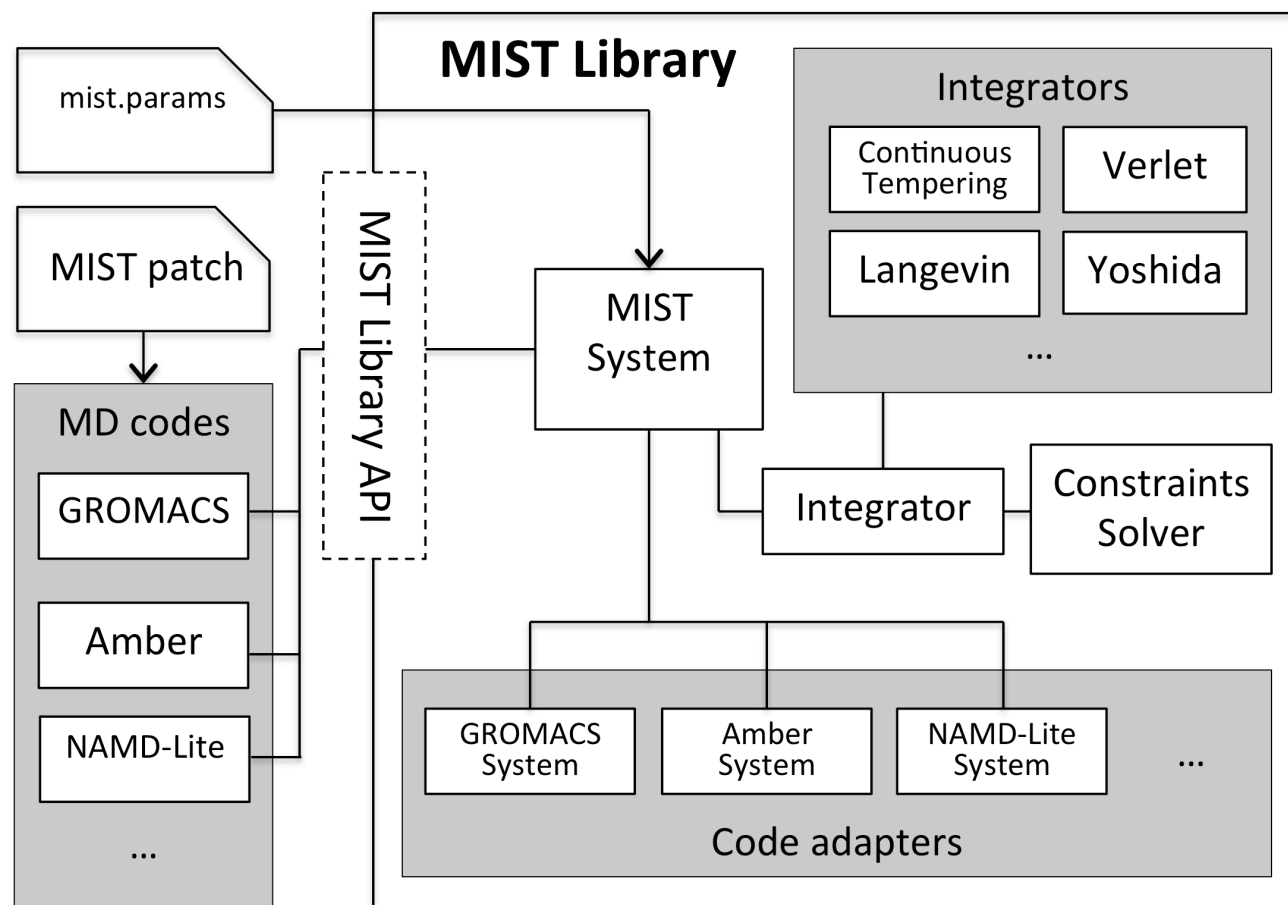 MIST Library
mist.params
MIST patch
MD codes
GROMACS
Amber
NAMD-Lite
...
MIST Library API
MIST
System
Integrators
Continuous
Tempering
Verlet
Langevin
Yoshida
...
Integrator
Constraints
Solver
GROMACS
System
Amber
System
NAMD-Lite
System
...
Code adapters